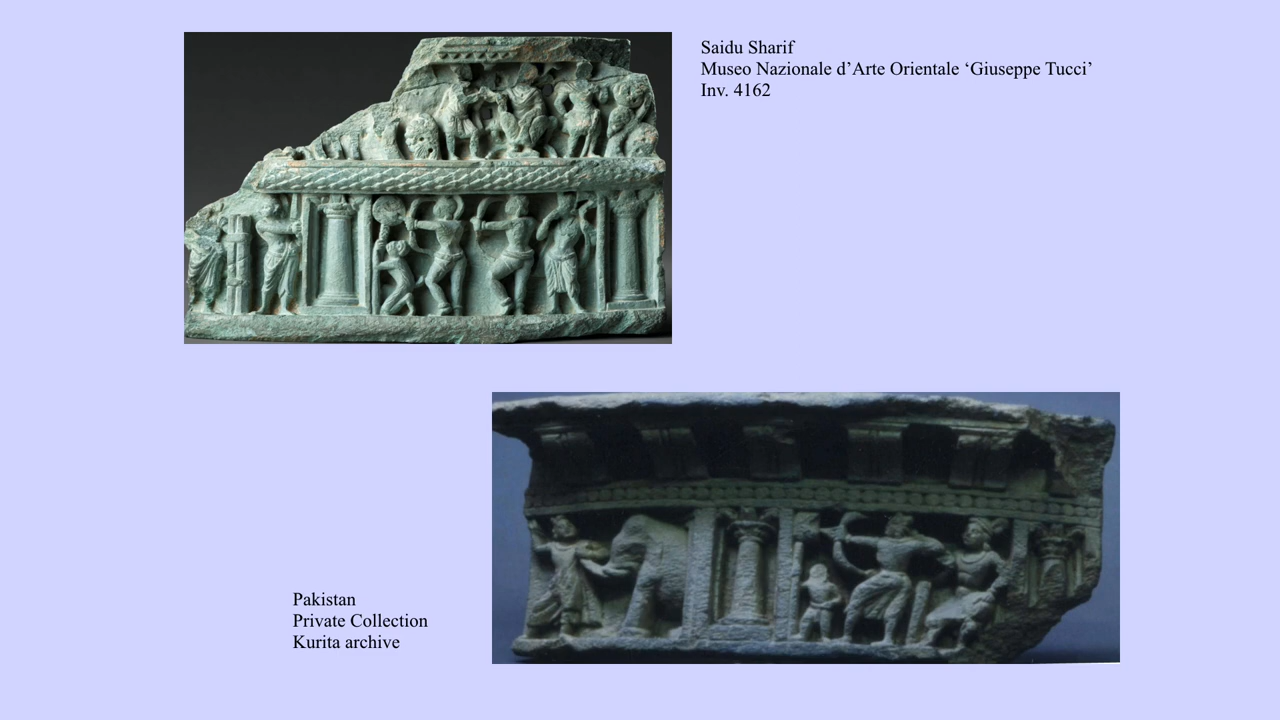 Saidu Sharif
Museo Nazionale d’Arte Orientale ‘Giuseppe Tucci’
Inv. 4162
Pakistan
Private Collection
Kurita archive